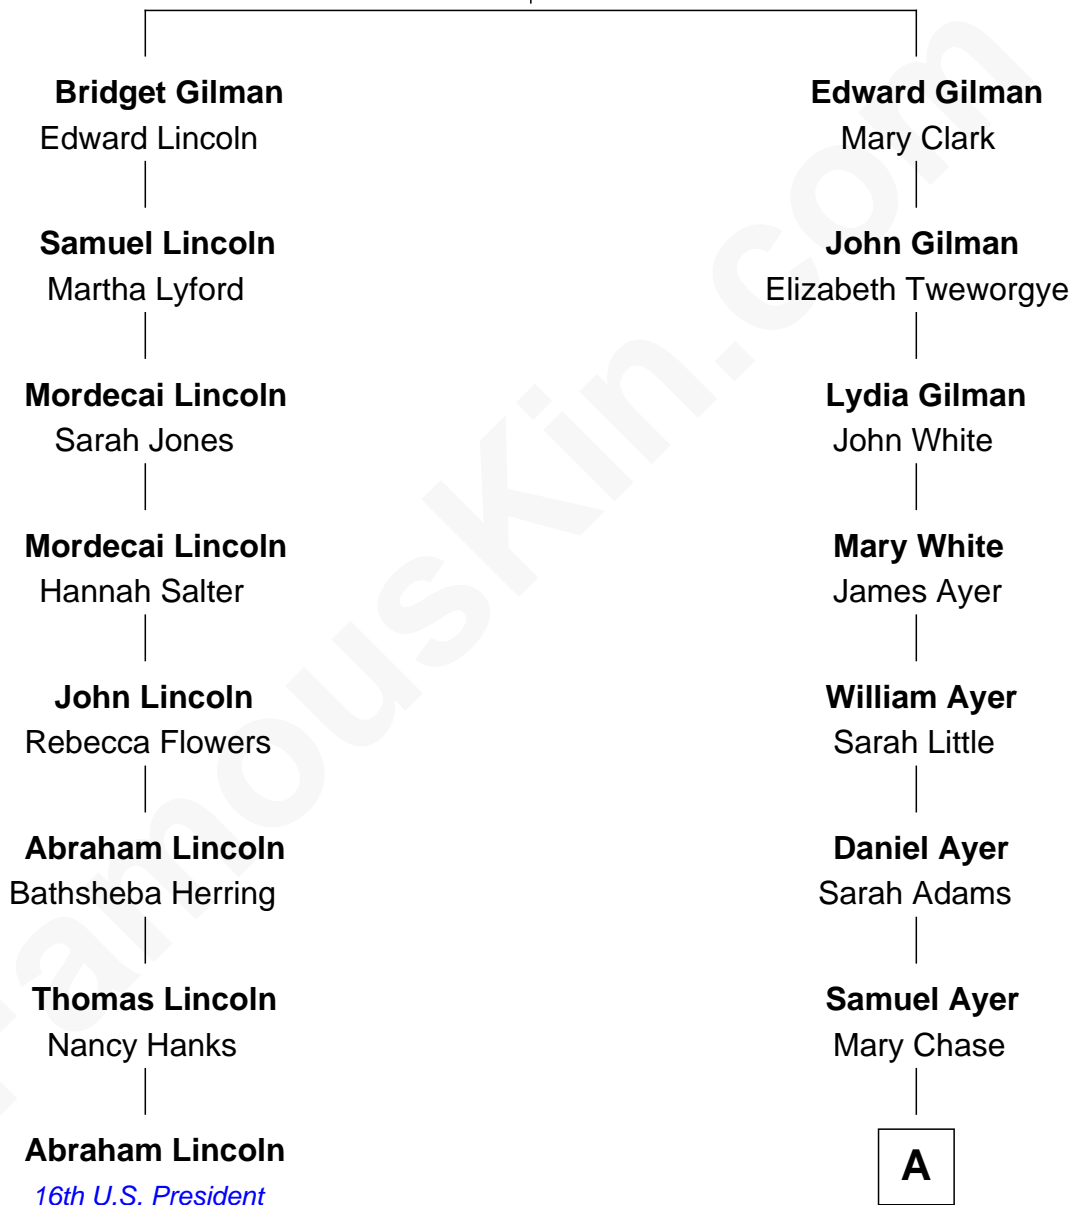 Bridget Gilman
Edward Lincoln
Samuel Lincoln
Martha Lyford
Mordecai Lincoln
Sarah Jones
Mordecai Lincoln
Hannah Salter
John Lincoln
Rebecca Flowers
Abraham Lincoln
Bathsheba Herring
Thomas Lincoln
Nancy Hanks
Abraham Lincoln
16th U.S. President
Edward Gilman
Mary Clark
John Gilman
Elizabeth Tweworgye
Lydia Gilman
John White
Mary White
James Ayer
William Ayer
Sarah Little
Daniel Ayer
Sarah Adams
Samuel Ayer
Mary Chase
A
FamousKin.com